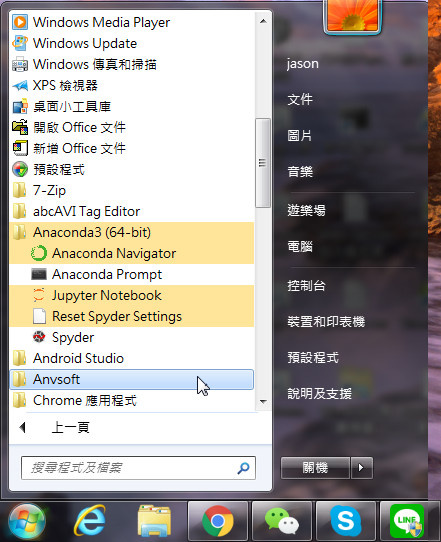 Windows Media Player
Windows Update
Windows 傳真和掃描
XPS 檢視器
桌面小工具庫
開啟 Office 文件
新增 Office 文件
預設程式
7-Zip
abcAVI Tag Editor
Anaconda3 (64-bit)
Anaconda Navigator
Anaconda Prompt
Jupyter Notebook
Reset Spyder Settings
Spyder
Android Studio
Anvsoft
Chrome 應用程式
上一頁
搜尋程式及檔案
jason
文件
圖片
音樂
遊樂場
電腦
控制台
裝置和印表機
預設程式
說明及支援
關機
LINE